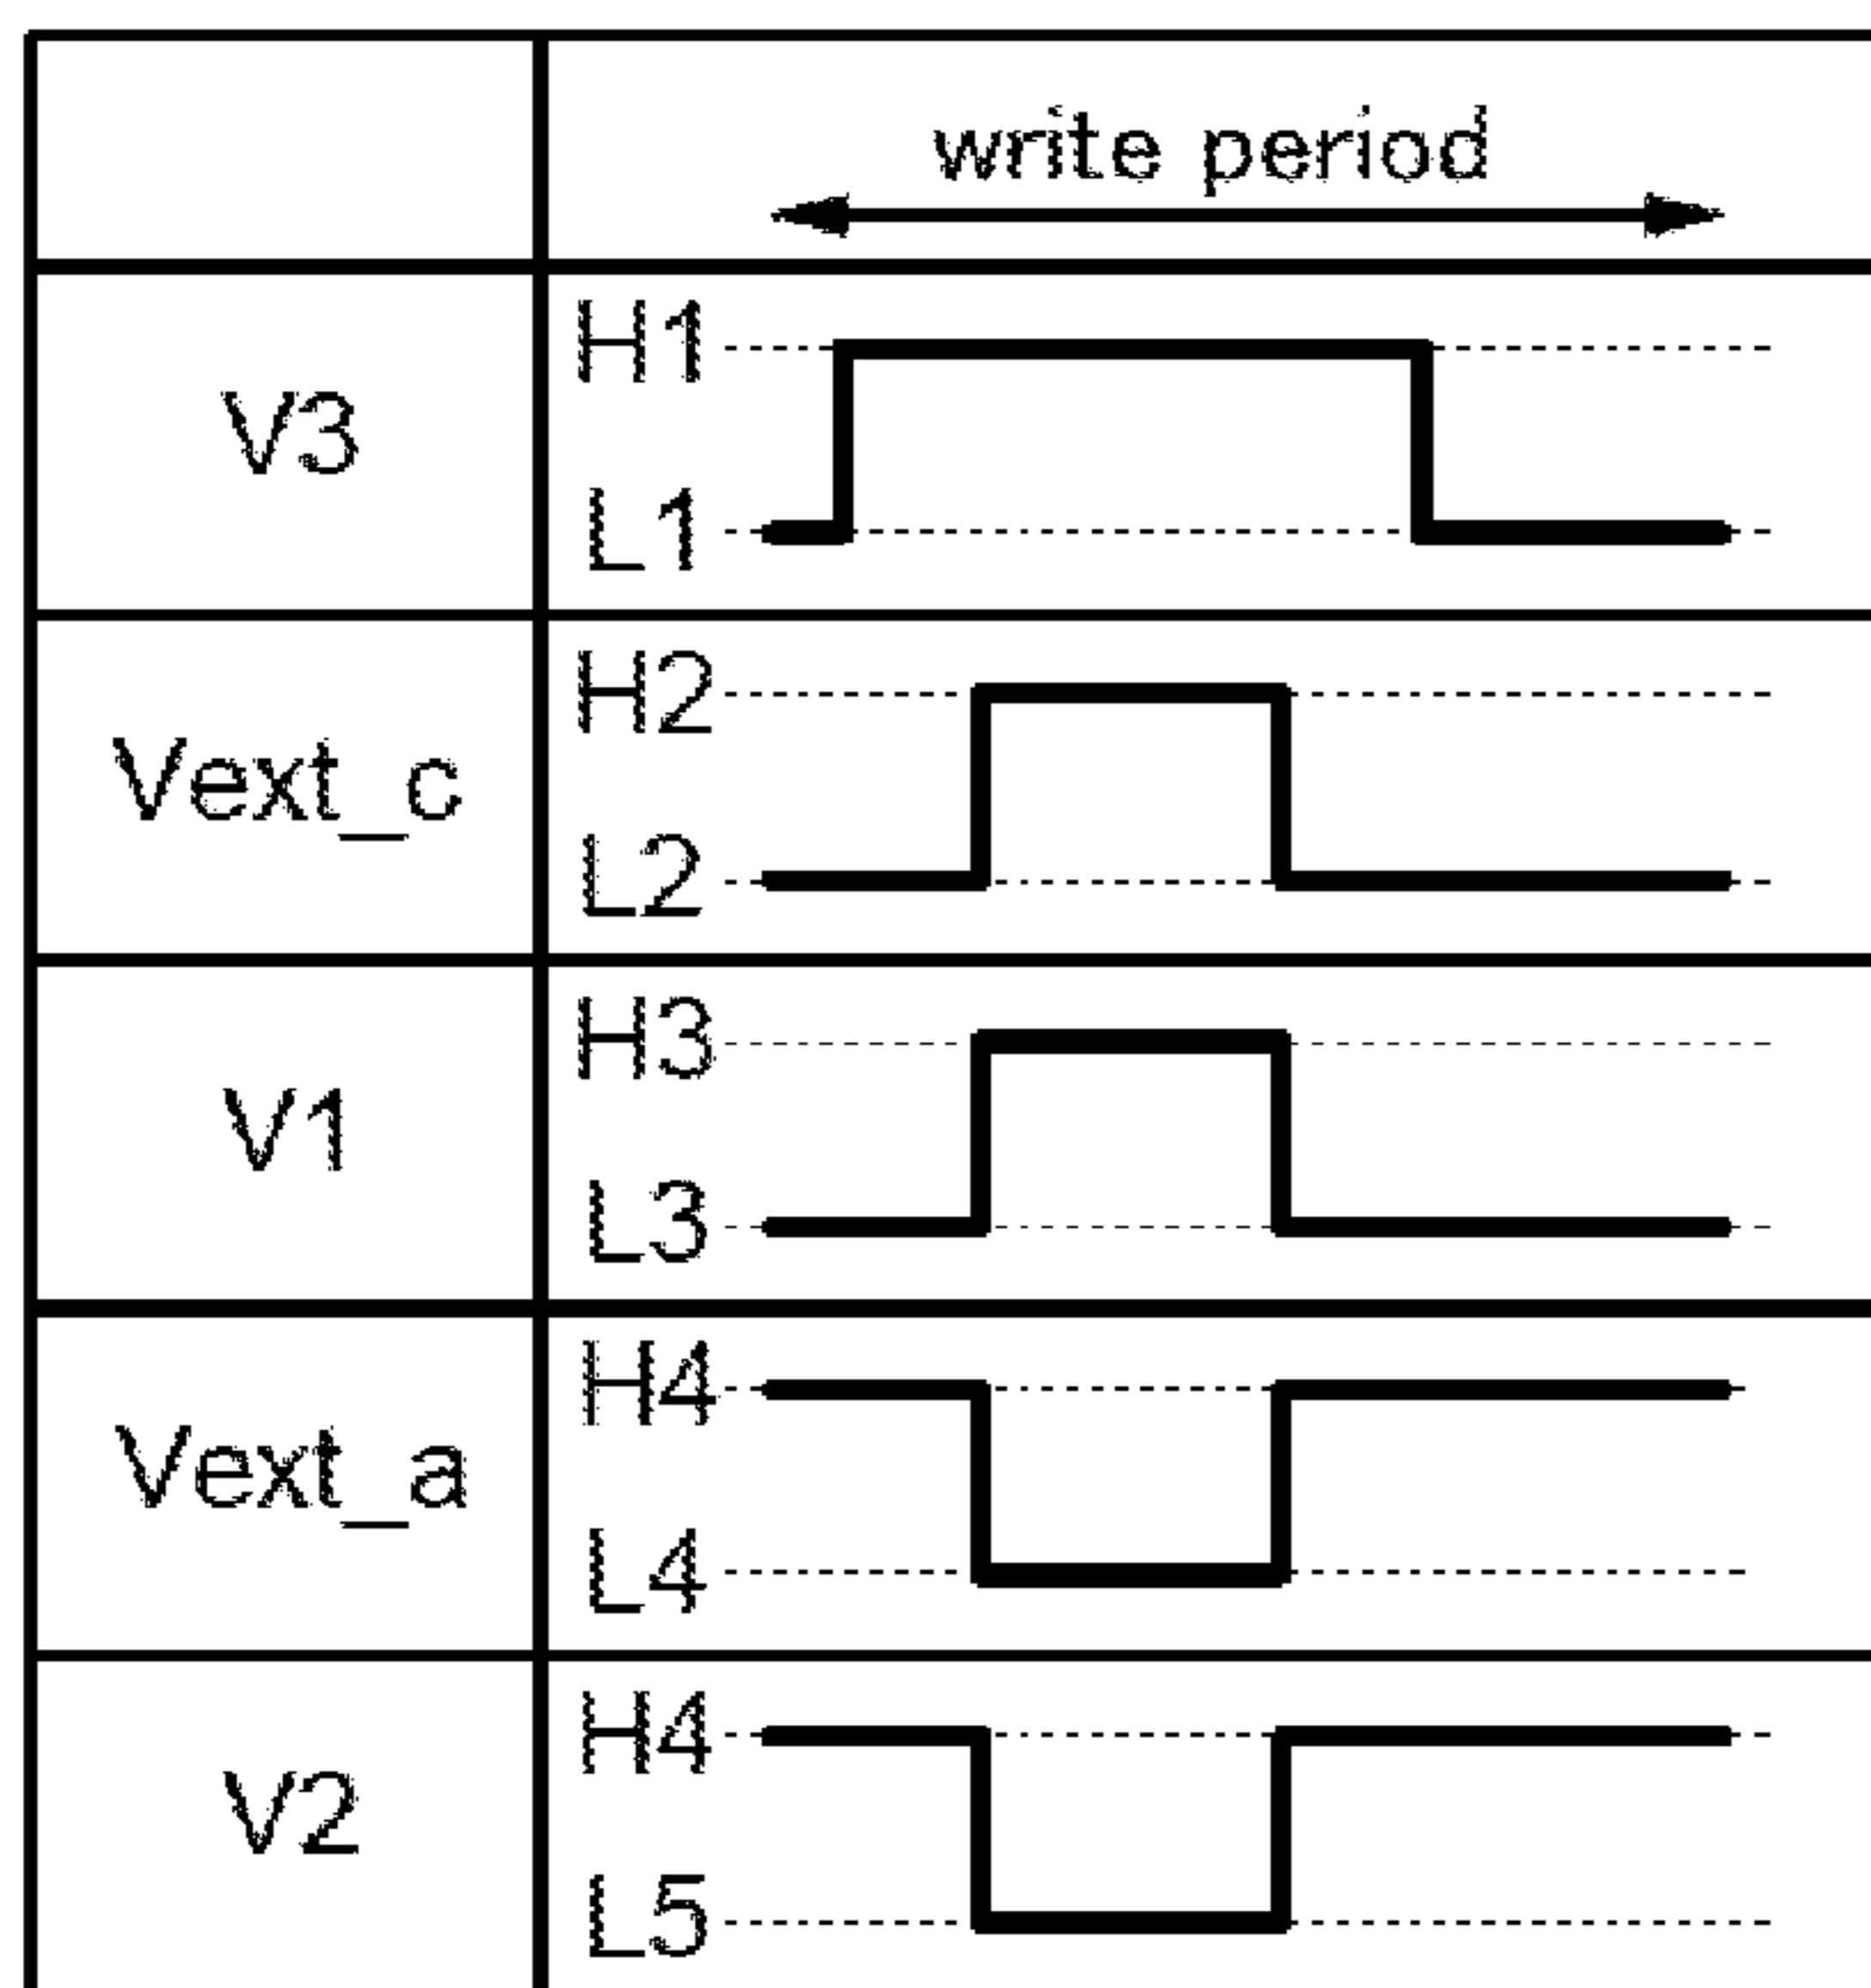 write period
H1
V3
L1
H2
Vext_c
L2
H3
V1
L3
H4
Vext_a
L4
H4
V2
L5